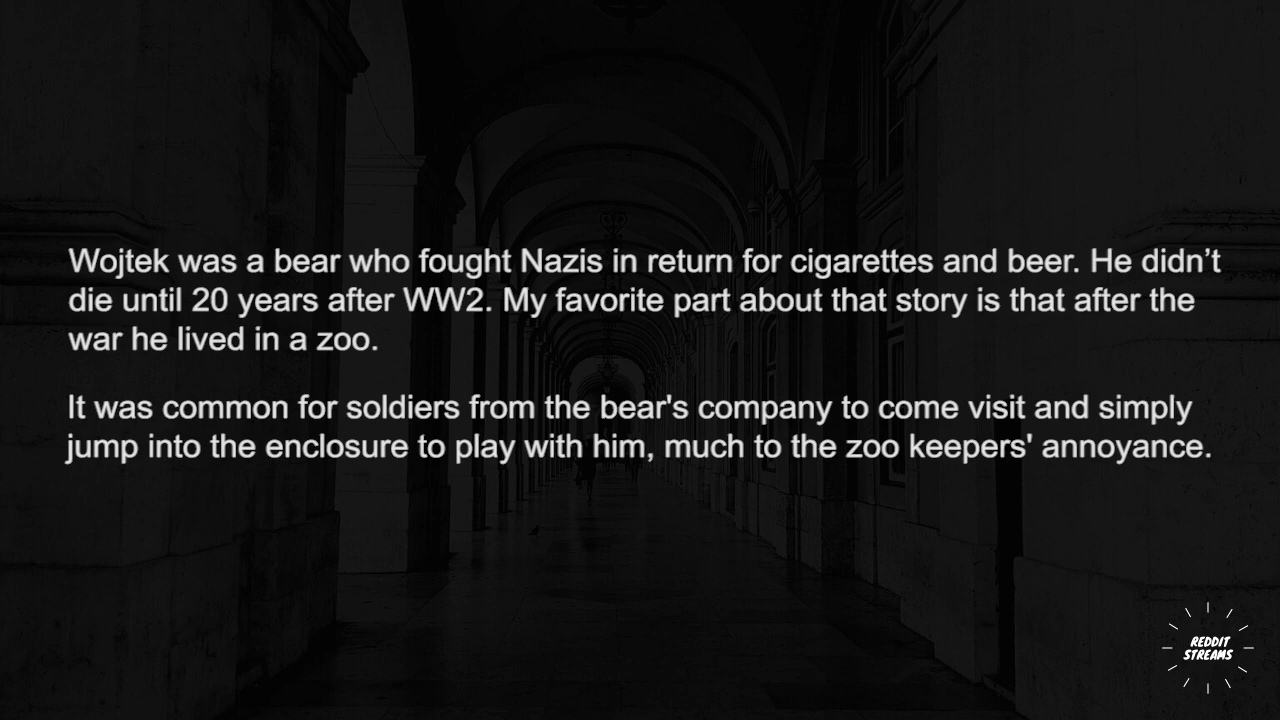 Wojtek was a bear who fought Nazis in return for cigarettes and beer. He didn’t
die until 20 years after WW2. My favorite part about that story is that after the
war he lived in a zoo.
It was common for soldiers from the bear's company to come visit and simply
jump into the enclosure to play with him, much to the zoo keepers' annoyance.
REDDIT
STREAMS